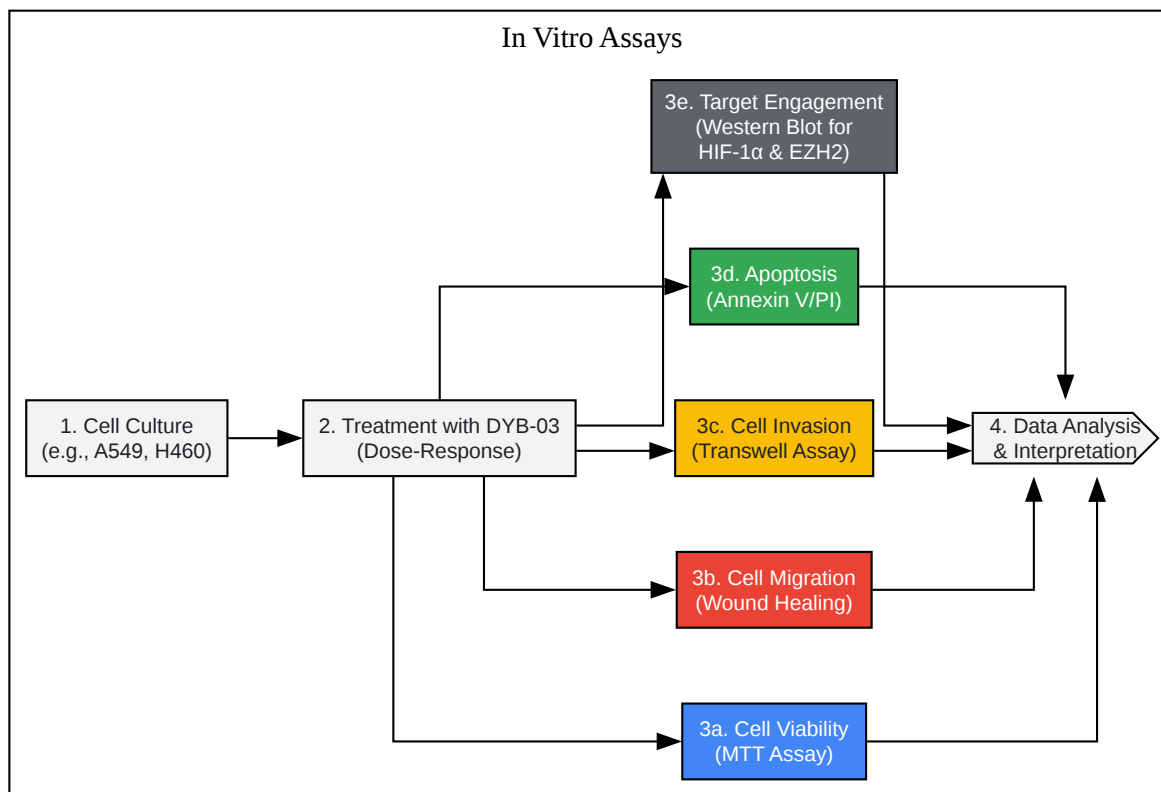 In Vitro Assays
3e. Target Engagement
(Western Blot for
HIF-1α & EZH2)
3d. Apoptosis
(Annexin V/PI)
1. Cell Culture
(e.g., A549, H460)
2. Treatment with DYB-03
(Dose-Response)
3c. Cell Invasion
(Transwell Assay)
4. Data Analysis
& Interpretation
3b. Cell Migration
(Wound Healing)
3a. Cell Viability
(MTT Assay)